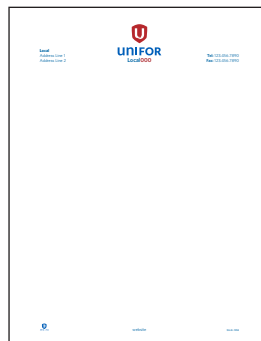 UNIFOR
Local000
Local
Address Line 1
Address Line 2
Tel: 123.456.7890
Fax: 123.456.7890
website